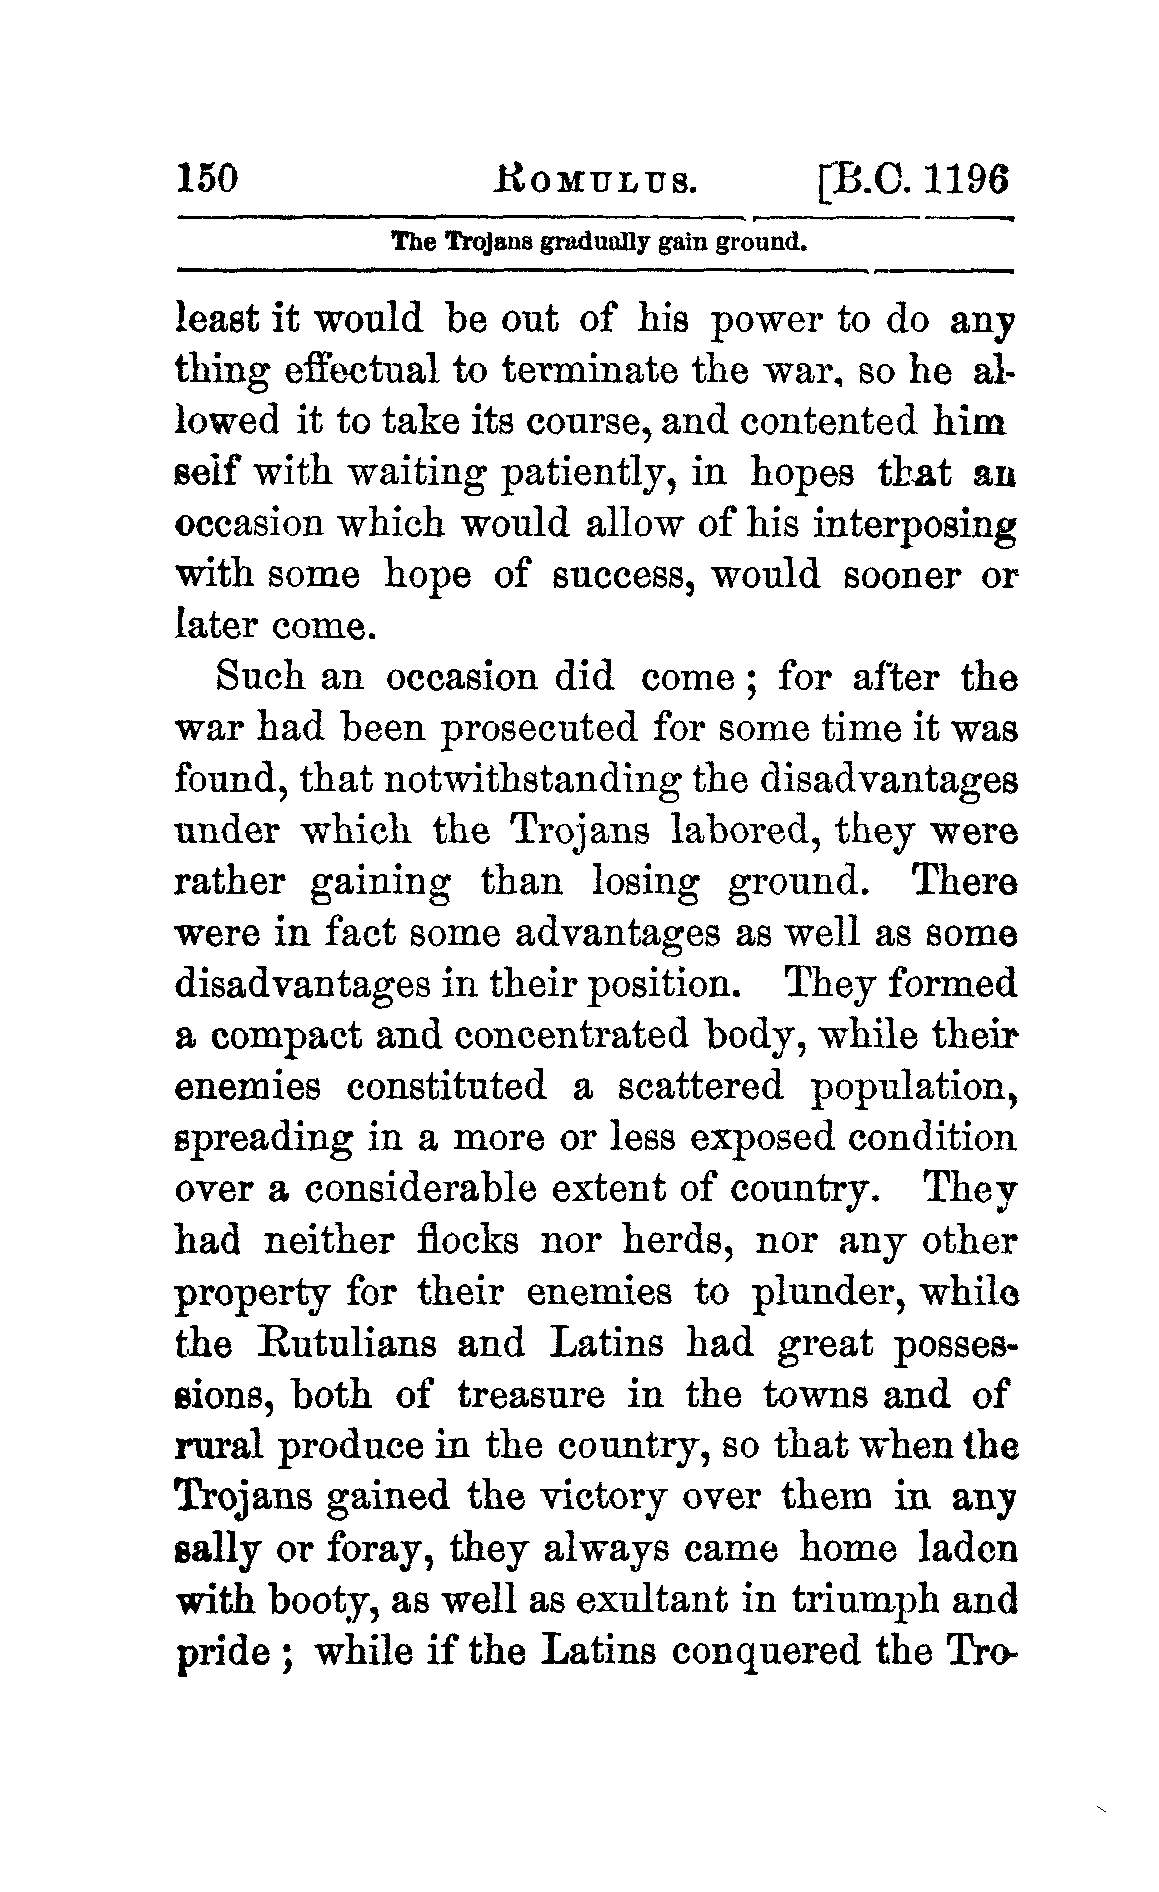 150 ROMULUS. [B.C. 1196
The Trojans gradually gain ground.
least it would be out of his power to do any
thing effectual to terminate the war, so he al-
lowed it to take its course, and contented him
self with waiting patiently, in hopes that an
occasion which would allow of his interposing
with some hope of success, would sooner or
later come.
Such an occasion did come ; for after the
war had been prosecuted for some time it was
found, that notwithstanding the disadvantages
under which the Trojans labored, they were
rather gaining than losing ground. There
were in fact some advantages as well as some
disadvantages in their position. They formed
a compact and concentrated body, while their
enemies constituted a scattered population,
spreading in a more or less exposed condition
over a considerable extent of country. They
had neither flocks nor herds, nor any other
property for their enemies to plunder, while
the Rutulians and Latins had great posses-
sions, both of treasure in the towns and of
rural produce in the country, so that when the
Trojans gained the victory over them in any
sally or foray, they always came home laden
with booty, as well as exultant in triumph and
pride ; while if the Latins conquered the Tro-